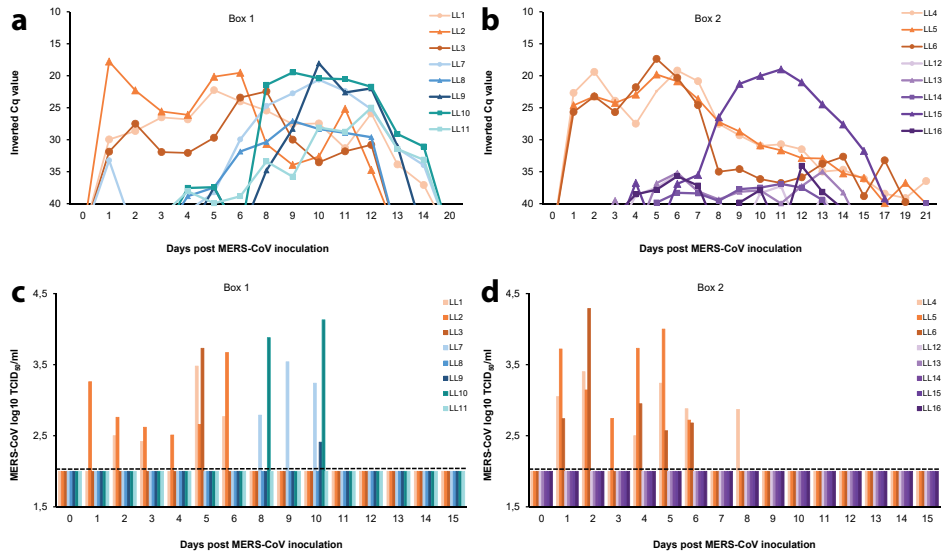 a
Box 1
Inverted Cq value
10
15
20
25
30
35
40
0 1 2 3 4 5 6 7 8 9 10 11 12 13 14 20
Days post MERS-CoV inoculation
LL1
LL2
LL3
LL7
LL8
LL9
LL10
LL11
b
Box 2
Inverted Cq value
10
15
20
25
30
35
40
0 1 2 3 4 5 6 7 8 9 10 11 12 13 14 15 17 19 21
Days post MERS-CoV inoculation
LL4
LL5
LL6
LL12
LL13
LL14
LL15
LL16
c
Box 1
MERS-CoV log10 TCID50/ml
4,5
3,5
2,5
1,5
0 1 2 3 4 5 6 7 8 9 10 11 12 13 14 15
Days post MERS-CoV inoculation
LL1
LL2
LL3
LL7
LL8
LL9
LL10
LL11
d
Box 2
MERS-CoV log10 TCID50/ml
4,5
3,5
2,5
1,5
0 1 2 3 4 5 6 7 8 9 10 11 12 13 14 15
Days post MERS-CoV inoculation
LL4
LL5
LL6
LL12
LL13
LL14
LL15
LL16